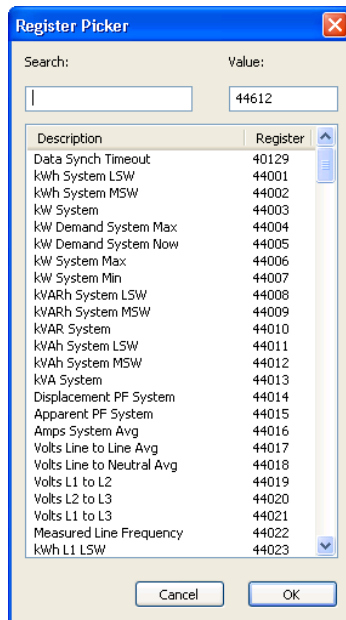 Register Picker
Search: Value:
44612
Description Register
Data Synch Timeout 40129
kWh System LSW 44001
kWh System MSW 44002
kW System 44003
kW Demand System Max 44004
kW Demand System Now 44005
kW System Max 44006
kW System Min 44007
kVARh System LSW 44008
kVARh System MSW 44009
kVAR System 44010
kVAh System LSW 44011
kVAh System MSW 44012
kVA System 44013
Displacement PF System 44014
Apparent PF System 44015
Amps System Avg 44016
Volts Line to Line Avg 44017
Volts Line to Neutral Avg 44018
Volts L1 to L2 44019
Volts L2 to L3 44020
Volts L1 to L3 44021
Measured Line Frequency 44022
kWh L1 LSW 44023
Cancel OK